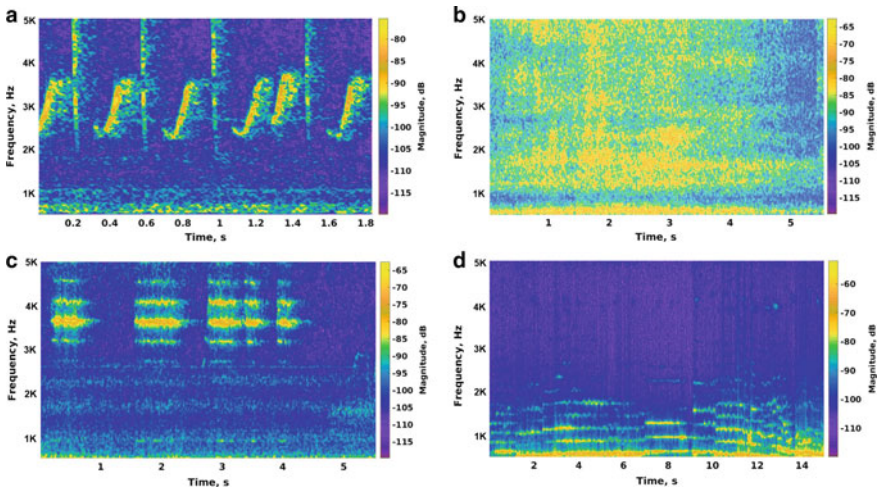 a
5K
4K
3K
2K
1K
Frequency, Hz
0.2 0.4 0.6 0.8 1 1.2 1.4 1.6 1.8
Time, s
-80
-85
-90
-95
-100
-105
-110
-115
Magnitude, dB
b
5K
4K
3K
2K
1K
Frequency, Hz
1 2 3 4 5
Time, s
-65
-70
-75
-80
-85
-90
-95
-100
-105
-110
-115
Magnitude, dB
c
5K
4K
3K
2K
1K
Frequency, Hz
1 2 3 4 5
Time, s
-65
-70
-75
-80
-85
-90
-95
-100
-105
-110
-115
Magnitude, dB
d
5K
4K
3K
2K
1K
Frequency, Hz
2 4 6 8 10 12 14
Time, s
-60
-70
-80
-90
-100
-110
Magnitude, dB